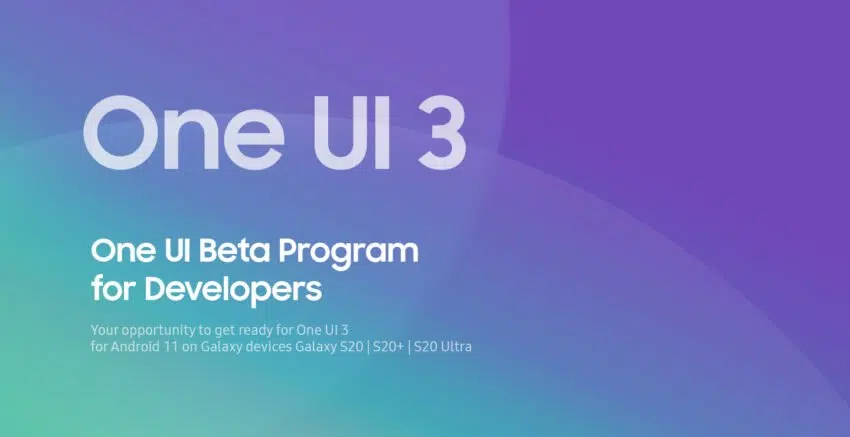 One UI 3
One UI Beta Program
for Developers
Your opportunity to get ready for One UI 3
for Android 11 on Galaxy devices Galaxy S20 | S20+ | S20 Ultra